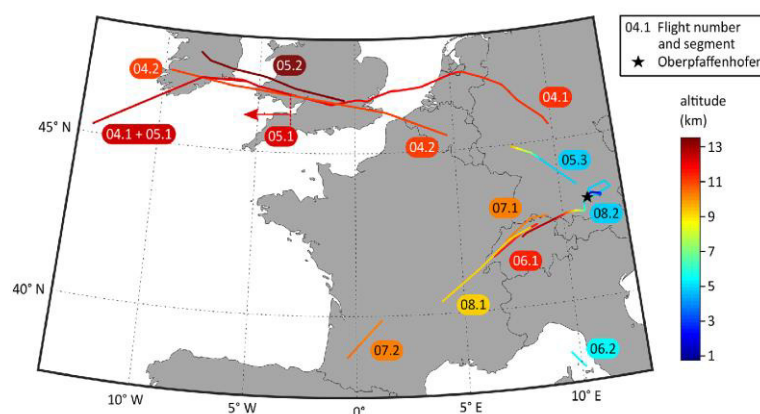 04.1 Flight number
and segment
★ Oberpfaffenhofen
altitude
(km)
13
11
9
7
5
3
1
04.2
05.2
04.1
45° N
04.1 + 05.1
05.1
04.2
05.3
07.1
08.2
06.1
40° N
08.1
07.2
06.2
10° W
5° W
0°
5° E
10° E